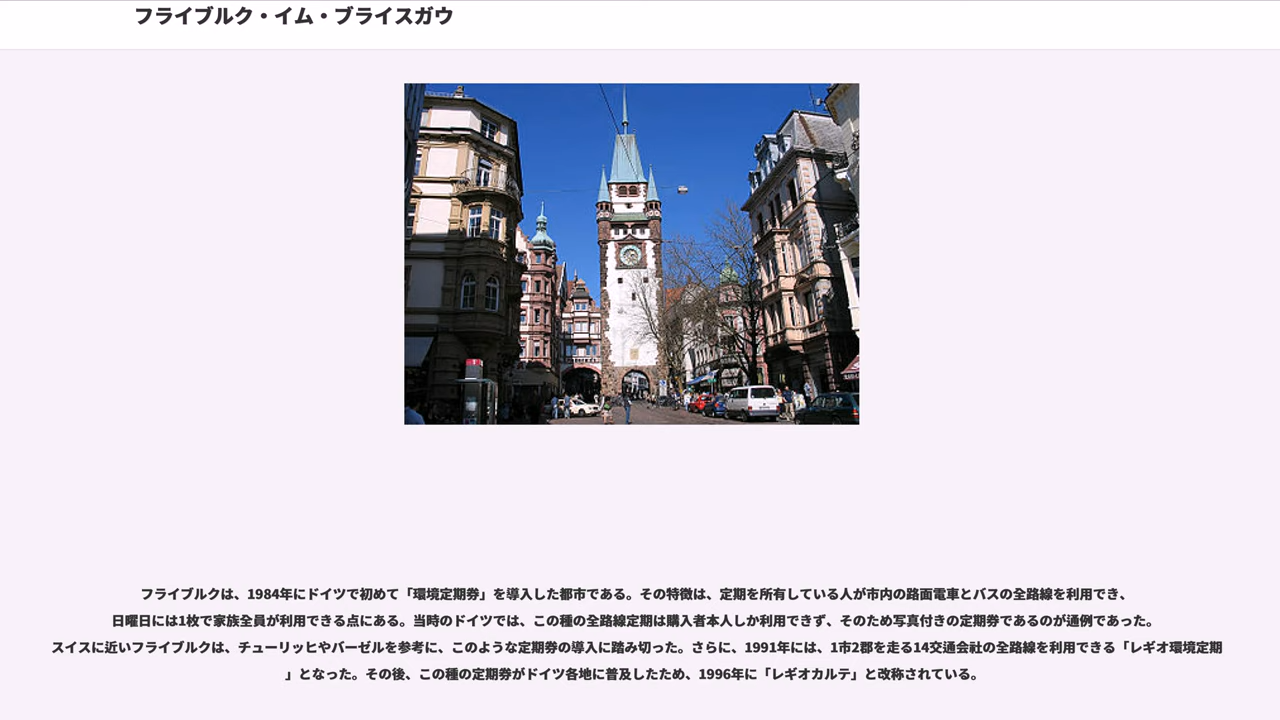 フライブルク・イム・ブライスガウ
フライブルクは、1984年にドイツで初めて「環境定期券」を導入した都市である。その特徴は、定期を所有している人が市内の路面電車とバスの全路線を利用でき、
日曜日には1枚で家族全員が利用できる点にある。当時のドイツでは、この種の全路線定期は購入者本人しか利用できず、そのため写真付きの定期券であるのが通例であった。
スイスに近いフライブルクは、チューリッヒやバーゼルを参考に、このような定期券の導入に踏み切った。さらに、1991年には、1市2郡を走る14交通会社の全路線を利用できる「レギオ環境定期
」となった。その後、この種の定期券がドイツ各地に普及したため、1996年に「レギオカルテ」と改称されている。